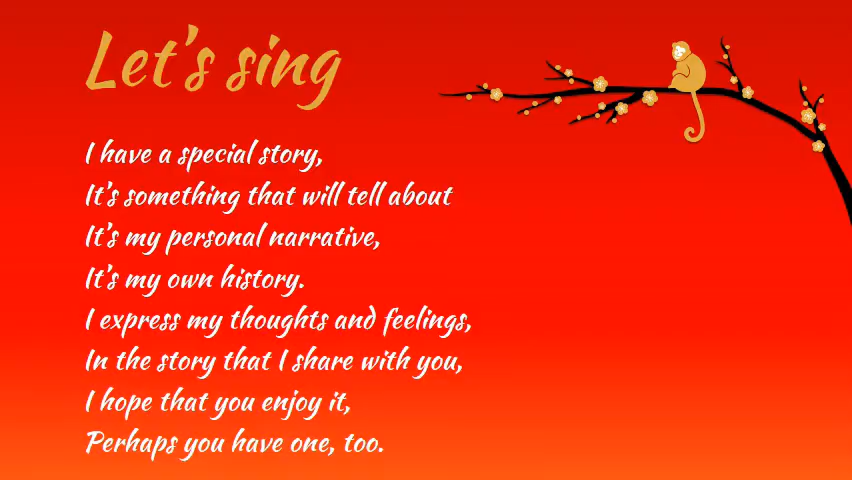 Let's sing
I have a special story,
It's something that will tell about
It's my personal narrative,
It's my own history.
I express my thoughts and feelings,
In the story that I share with you,
I hope that you enjoy it,
Perhaps you have one, too.